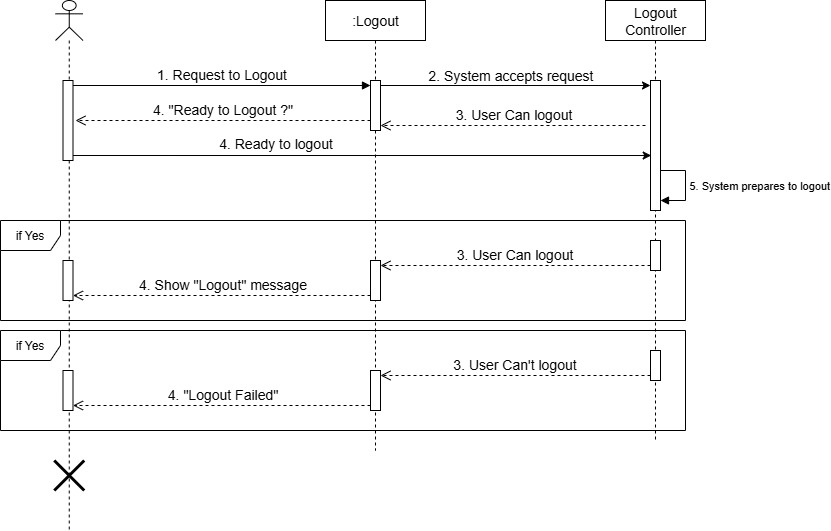 :Logout
Logout
Controller
1. Request to Logout
2. System accepts request
4. "Ready to Logout ?"
3. User Can logout
4. Ready to logout
5. System prepares to logout
if Yes
3. User Can logout
4. Show "Logout" message
if Yes
3. User Can't logout
4. "Logout Failed"